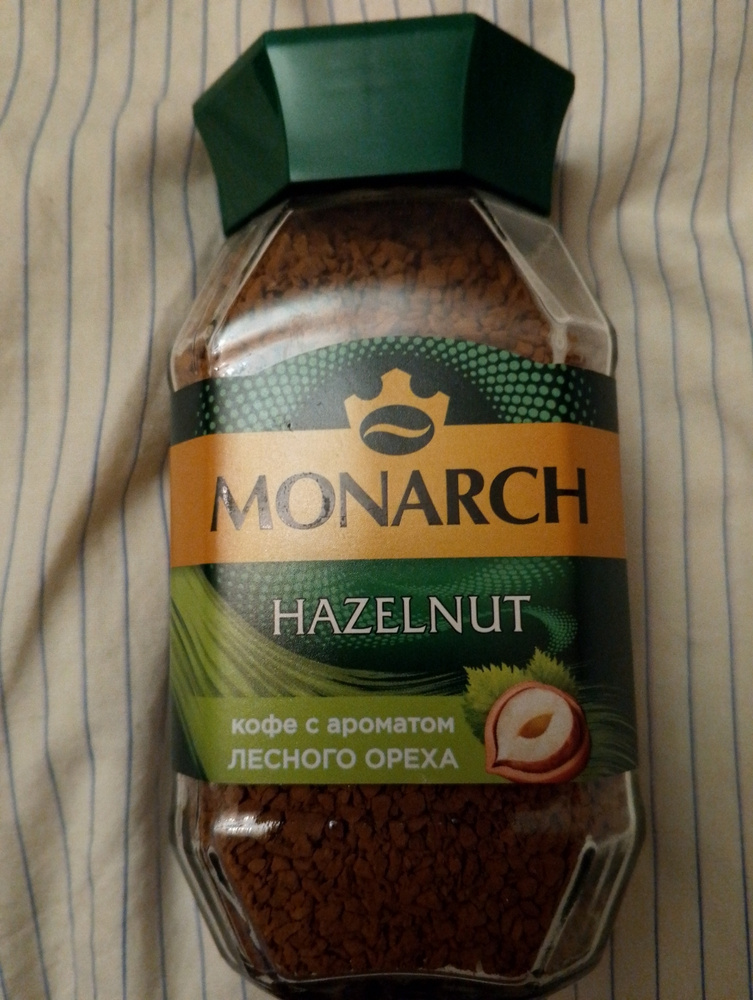 MONARCH
HAZELNUT
кофе с ароматом
ЛЕСНОГО ОРЕХА